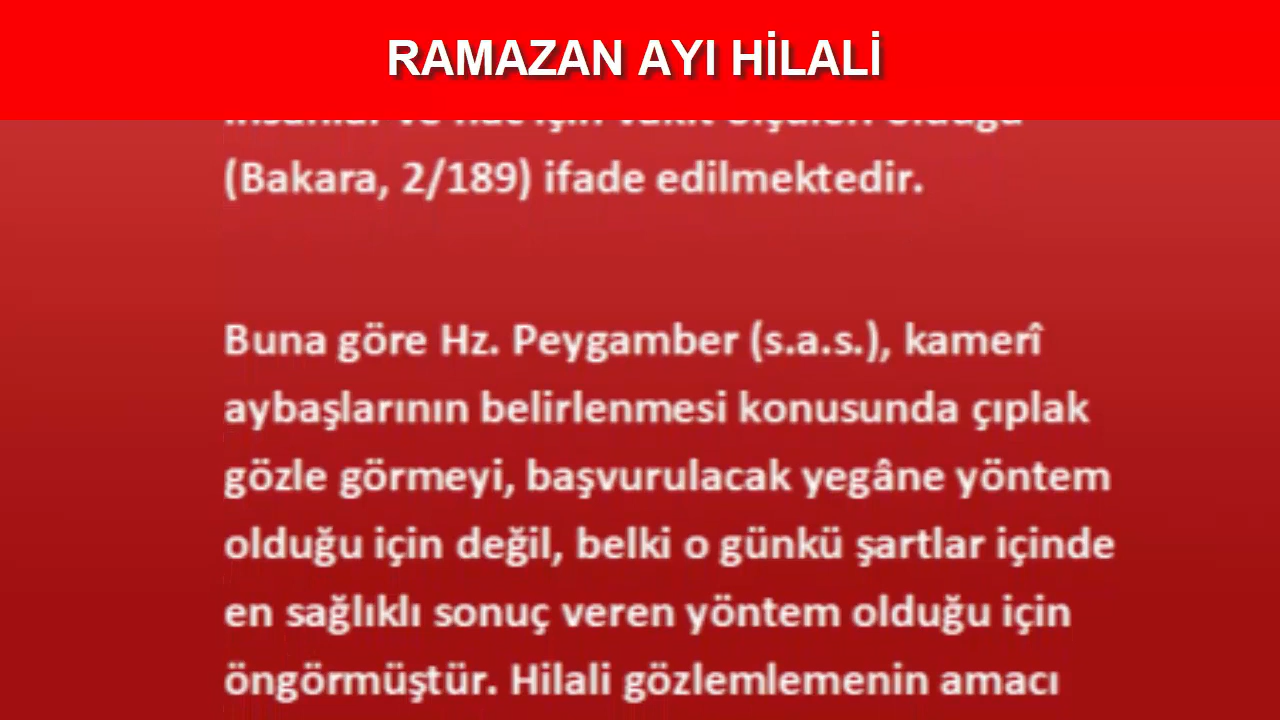 RAMAZAN AYI HİLALİ
(Bakara, 2/189) ifade edilmektedir.
Buna göre Hz. Peygamber (s.a.s.), kamerî
aybaşlarının belirlenmesi konusunda çıplak
gözle görmeyi, başvurulacak yegâne yöntem
olduğu için değil, belki o günkü şartlar içinde
en sağlıklı sonuç veren yöntem olduğu için
öngörmüştür. Hilali gözlemlemenin amacı